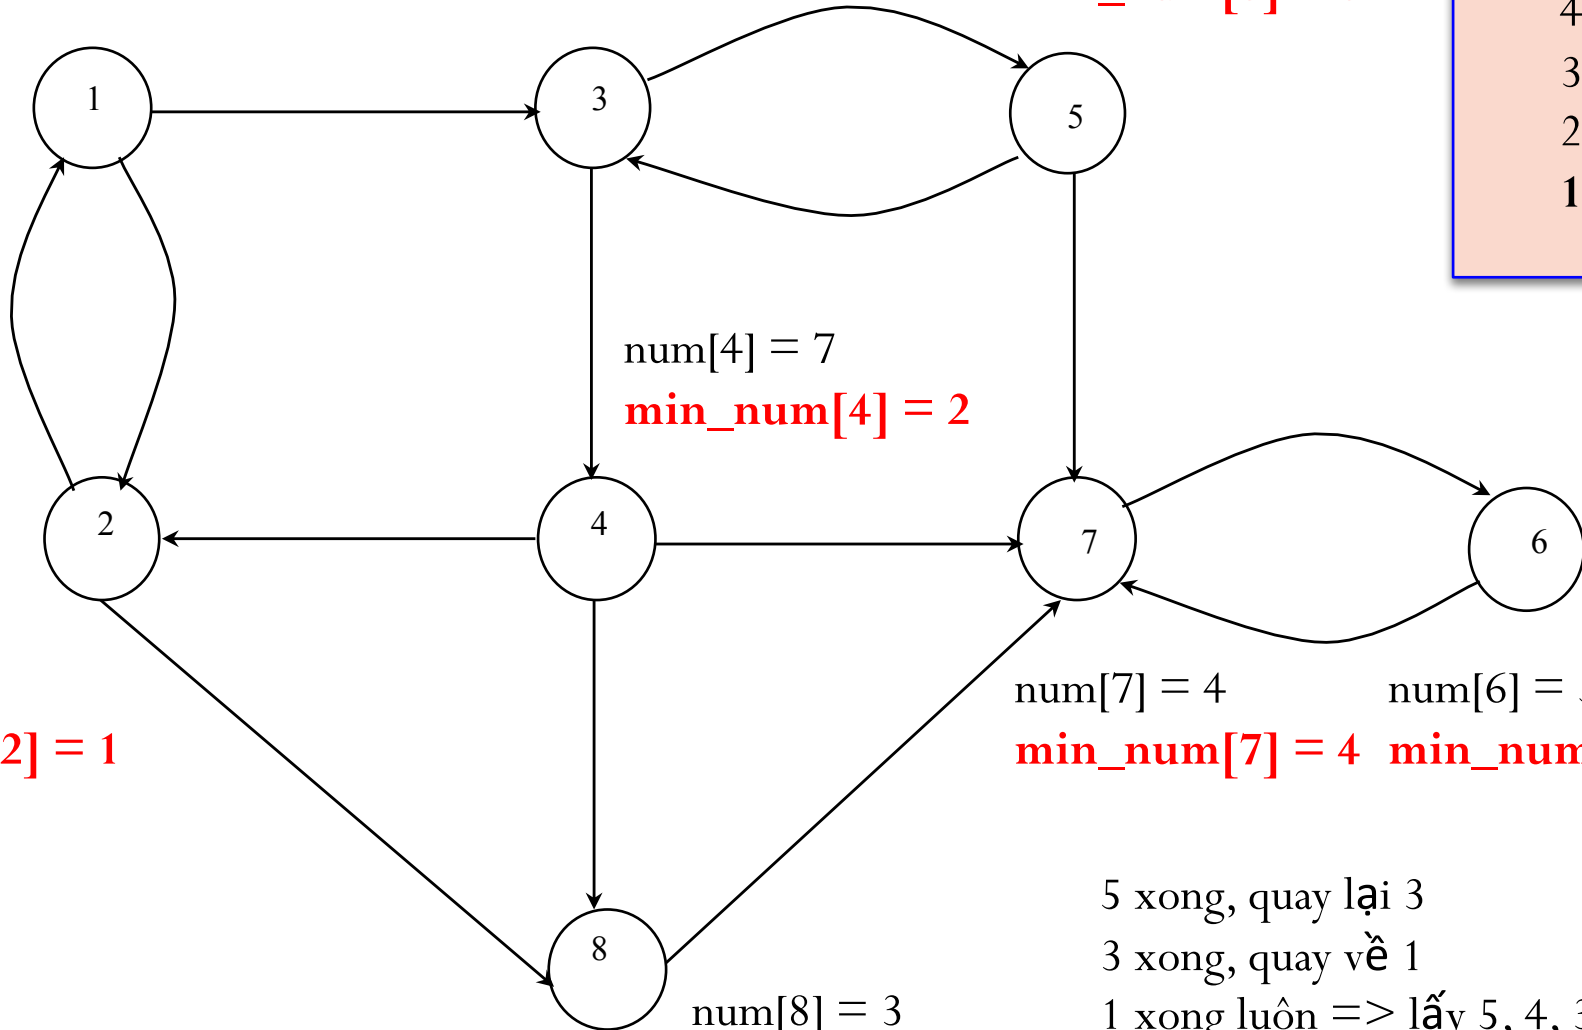 4
3
2
1
1
3
5
num[4] = 7
min_num[4] = 2
2
4
7
6
num[7] = 4
num[6] =
min_num[7] = 4
min_num
2] = 1
5 xong, quay lại 3
8
3 xong, quay về 1
num[8] = 3
1 xong luôn => lấy 5, 4, 3